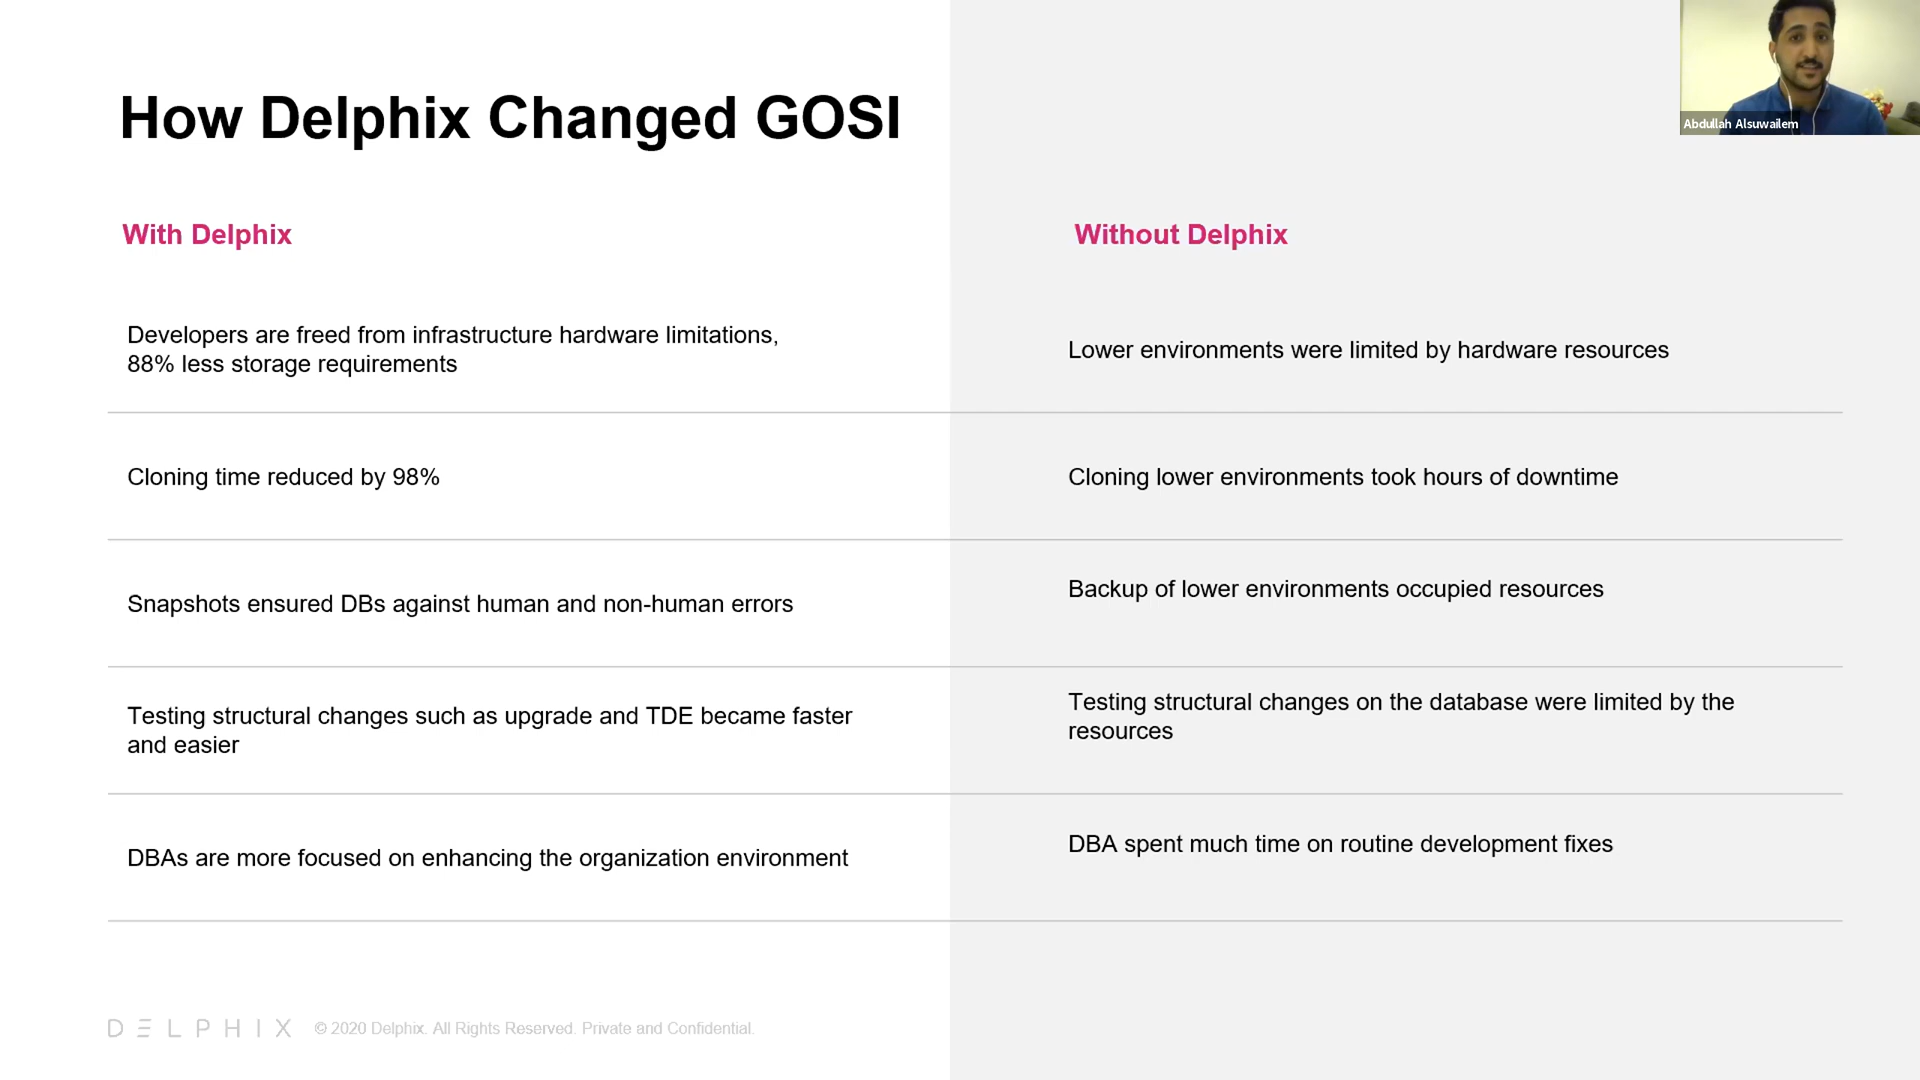 How Delphix Changed GOSI
Abdullah Alsuwailem
With Delphix
Without Delphix
Developers are freed from infrastructure hardware limitations,
88% less storage requirements
Lower environments were limited by hardware resources
Cloning time reduced by 98%
Cloning lower environments took hours of downtime
Snapshots ensured DBs against human and non-human errors
Backup of lower environments occupied resources
Testing structural changes such as upgrade and TDE became faster
and easier
Testing structural changes on the database were limited by the
resources
DBAs are more focused on enhancing the organization environment
DBA spent much time on routine development fixes
DELPHIX © 2020 Delphix. All Rights Reserved. Private and Confidential.